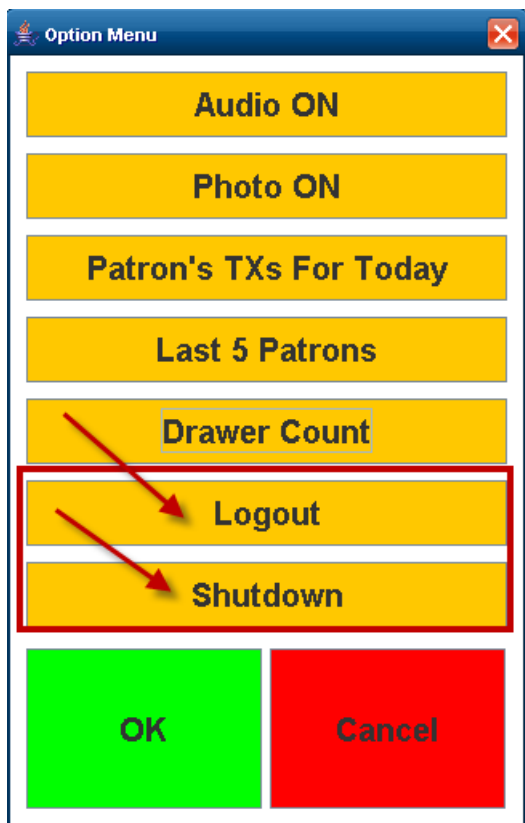 Option Menu
Audio ON
Photo ON
Patron's TXs For Today
Last 5 Patrons
Drawer Count
Logout
Shutdown
OK
Cancel